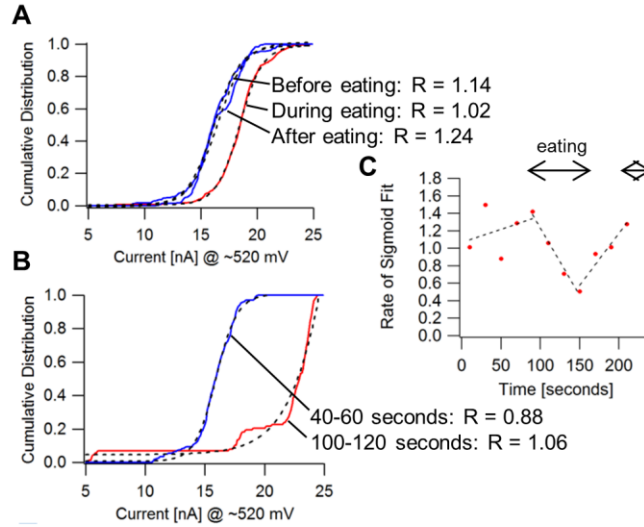 A
Cumulative Distribution
1.0
0.8
0.6
0.4
0.2
0.0
5
10
15
20
25
Current [nA] @ ~520 mV
Before eating: R = 1.14
During eating: R = 1.02
After eating: R = 1.24
B
Cumulative Distribution
1.0
0.8
0.6
0.4
0.2
0.0
5
10
15
20
25
Current [nA] @ ~520 mV
40-60 seconds: R = 0.88
100-120 seconds: R = 1.06
eating
C
Rate of Sigmoid Fit
1.8
1.6
1.4
1.2
1.0
0.8
0.6
0.4
0.2
0.0
0
50
100
150
200
Time [seconds]